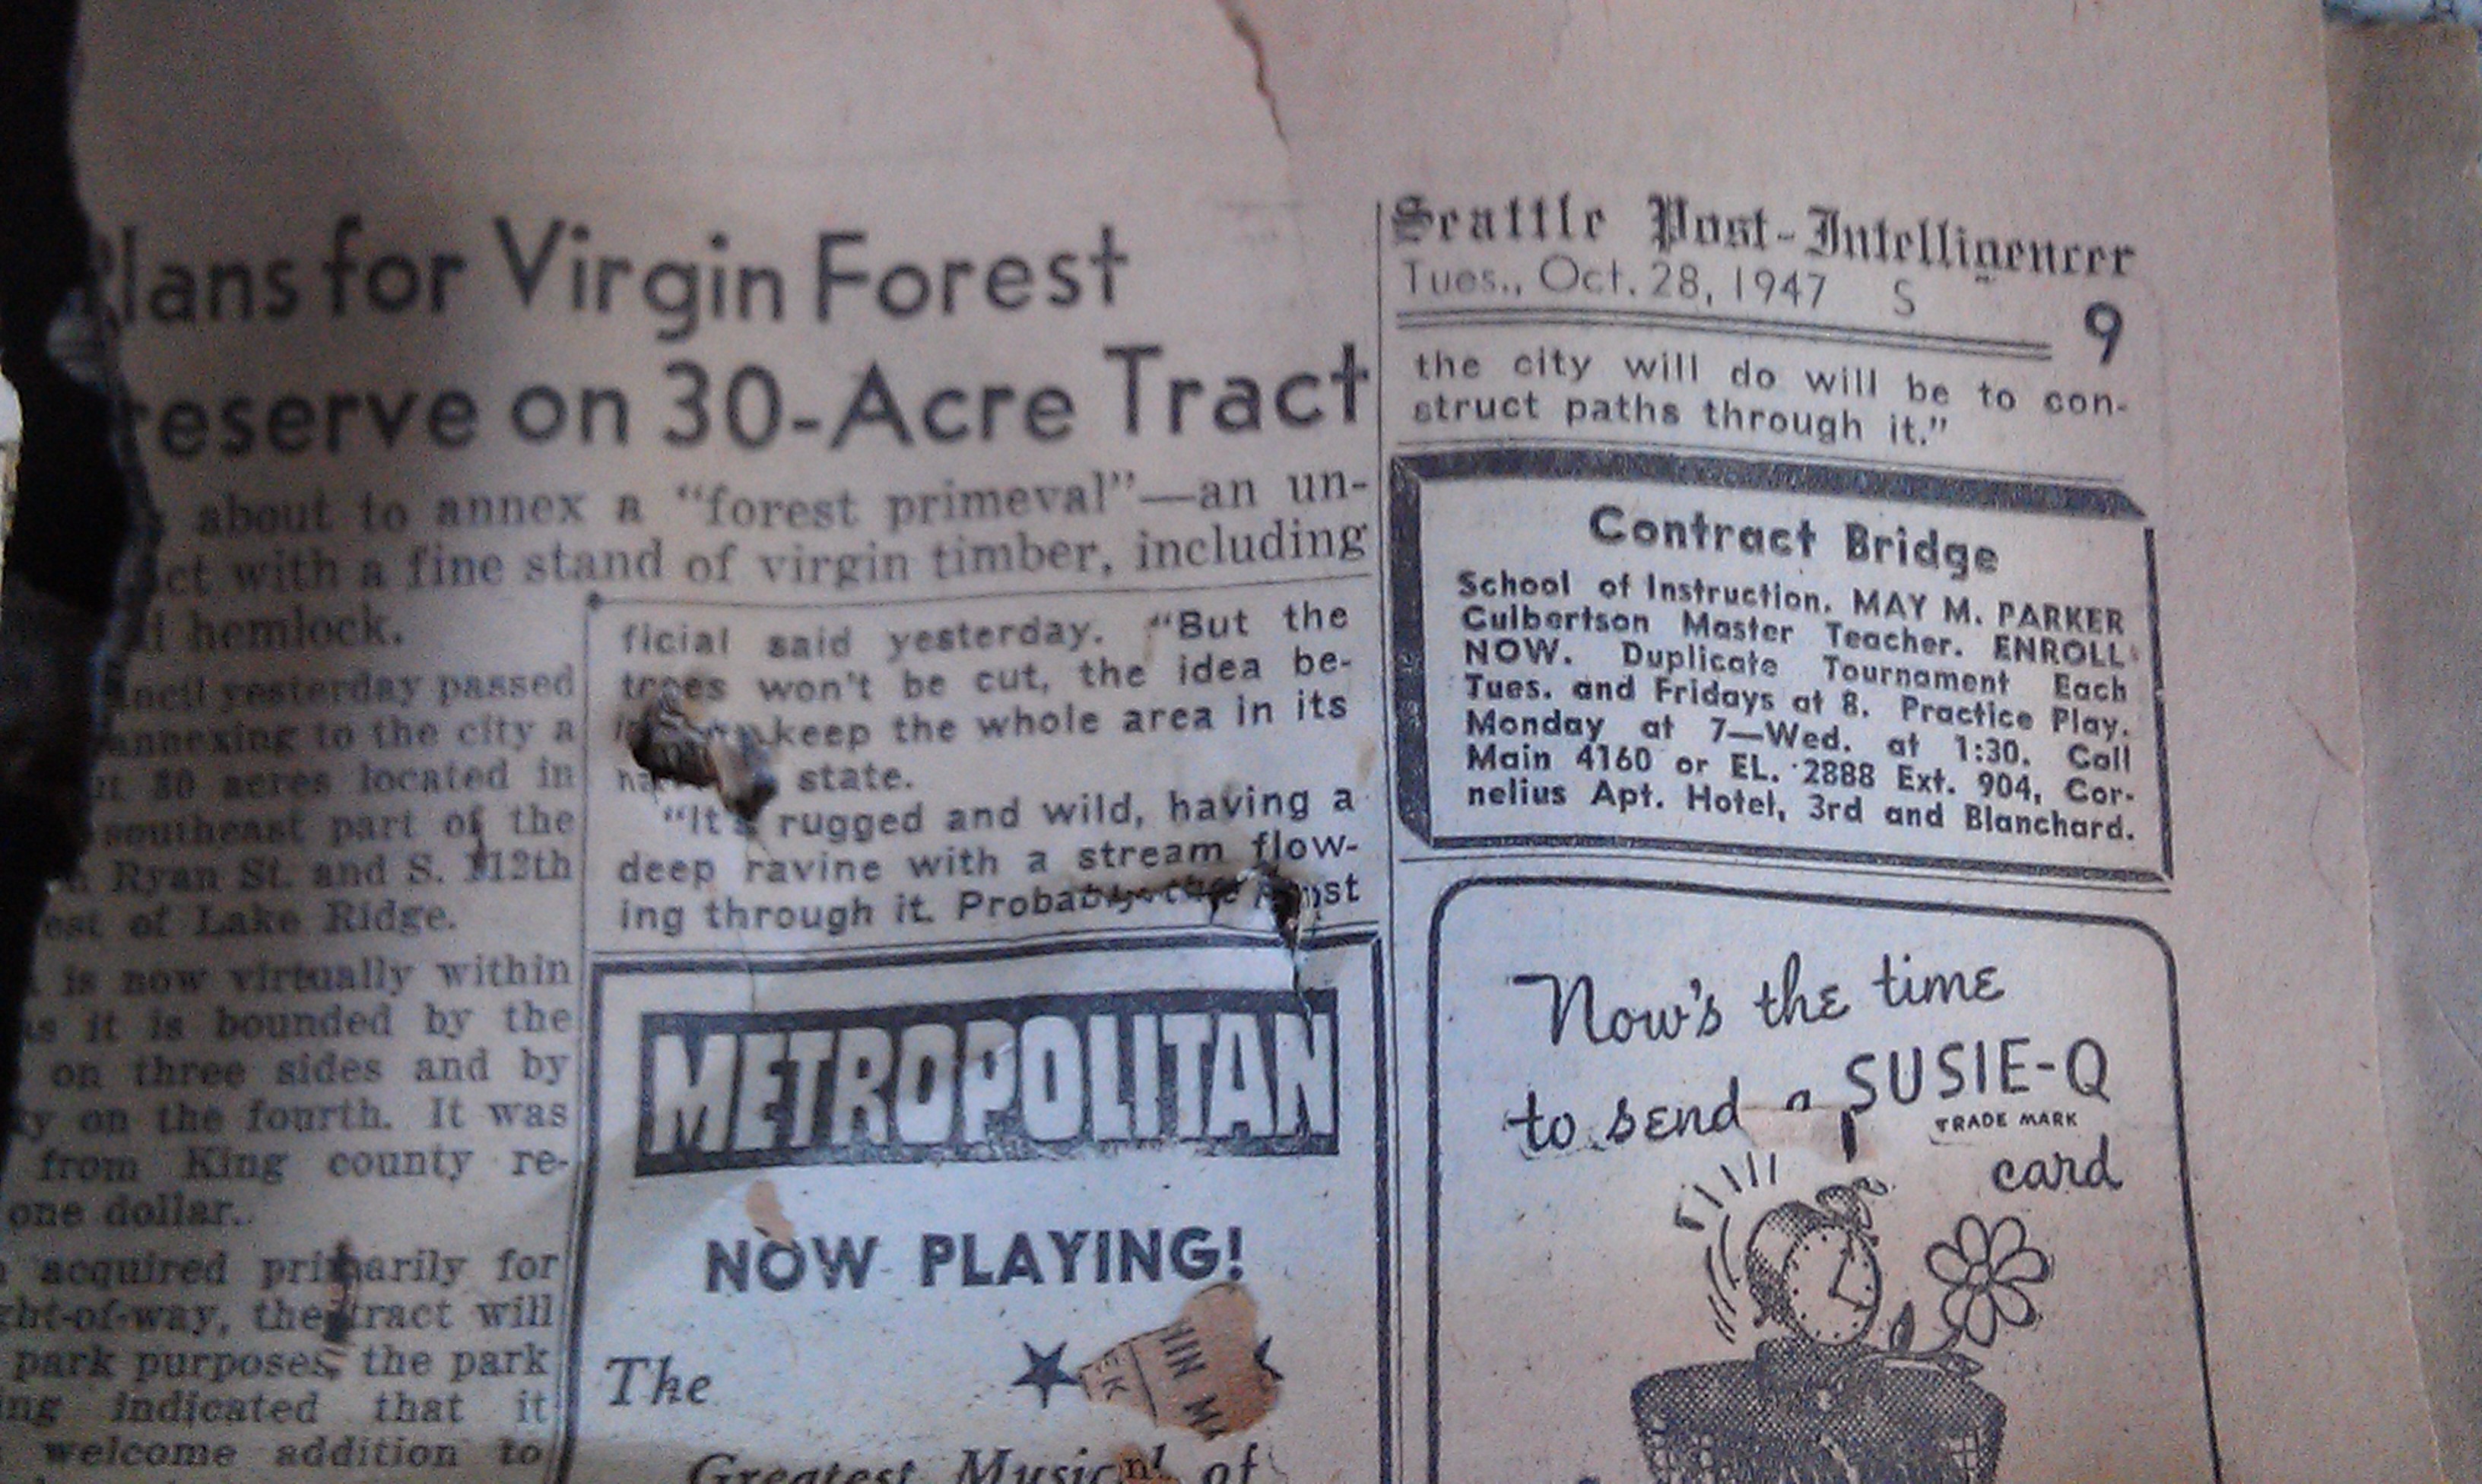 Plans for Virgin Forest
reserve on 30-Acre Tract
about to annex a "forest primeval"—an un-
with a fine stand of virgin timber, including
hemlock.
yesterday passed
annexing to the city a
30 acres located in
southeast part of the
Ryan St. and S. 112th
of Lake Ridge.
is now virtually within
it is bounded by the
on three sides and by
on the fourth. It was
from King county re-
one dollar.
acquired primarily for
the tract will
park purposes, the park
indicated that it
welcome addition to
ficial said yesterday. "But the
trees won't be cut, the idea be-
keep the whole area in its
state.
"It's rugged and wild, having a
deep ravine with a stream flow-
ing through it. Probably the
METROPOLITAN
NOW PLAYING!
The
Greatest Musical of
Seattle Post-Intelligencer
Tues., Oct. 28, 1947 S 9
the city will do will be to con-
struct paths through it."
Contract Bridge
School of Instruction. MAY M. PARKER
Culbertson Master Teacher. ENROLL
NOW. Duplicate Tournament Each
Tues. and Fridays at 8. Practice Play.
Monday at 7—Wed. at 1:30. Call
Main 4160 or EL. 2888 Ext. 904, Cor-
nelius Apt. Hotel, 3rd and Blanchard.
Now's the time
to send a SUSIE-Q
TRADE MARK
card